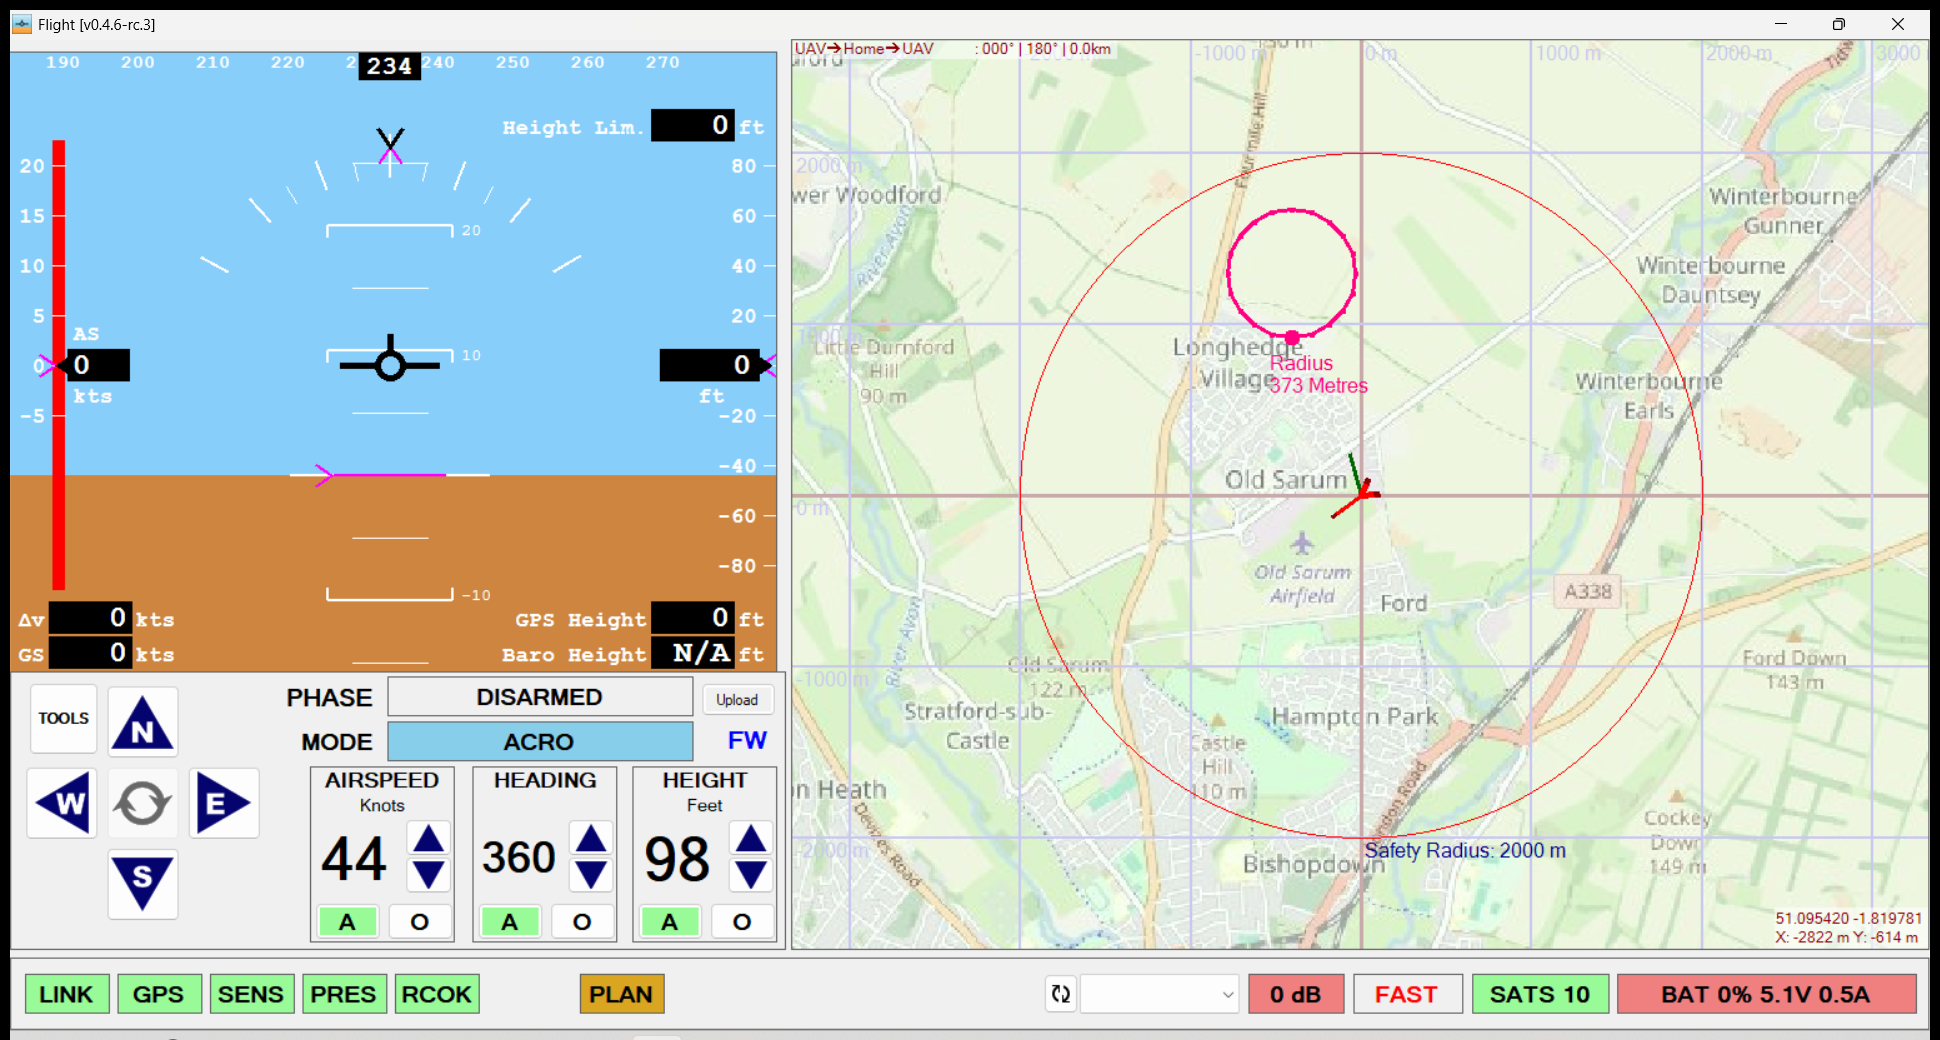 Flight [v0.4.6-rc.3]
190 200 210 220 2 234 240 250 260 270
Height Lim. 0 ft
20 80
15 60
10 40
5 20
AS
0 0 0
kts ft
-5 -20
-40
-60
-80
20
10
-10
Δv 0 kts GPS Height 0 ft
GS 0 kts Baro Height N/A ft
TOOLS
N
W
E
S
PHASE DISARMED Upload
MODE ACRO FW
AIRSPEED HEADING HEIGHT
Knots Feet
44 360 98
A O A O A O
UAV→Home→UAV : 000° | 180° | 0.0km
-1000 m 0 m 1000 m 2000 m 3000
2000 m
Four mile Hill
wer Woodford
River Avon
Winterbourne
Gunner
Winterbourne
Dauntsey
1000 m
Little Durnford
Hill
90 m
Longhedge
Village
Radius
373 Metres
Winterbourne
Earls
Old Sarum
0 m
Old Sarum
Airfield
A338
Ford
River Avon
Old Sarum
122 m
Ford Down
143 m
-1000 m
Stratford-sub-
Castle
Castle
Hill
110 m
Hampton Park
on Heath
Devizes Road
ndon Road
Cockey
Down
149 m
-2000 m
Bishopdown
Safety Radius: 2000 m
51.095420 -1.819781
X: -2822 m Y: -614 m
LINK GPS SENS PRES RCOK PLAN 0 dB FAST SATS 10 BAT 0% 5.1V 0.5A